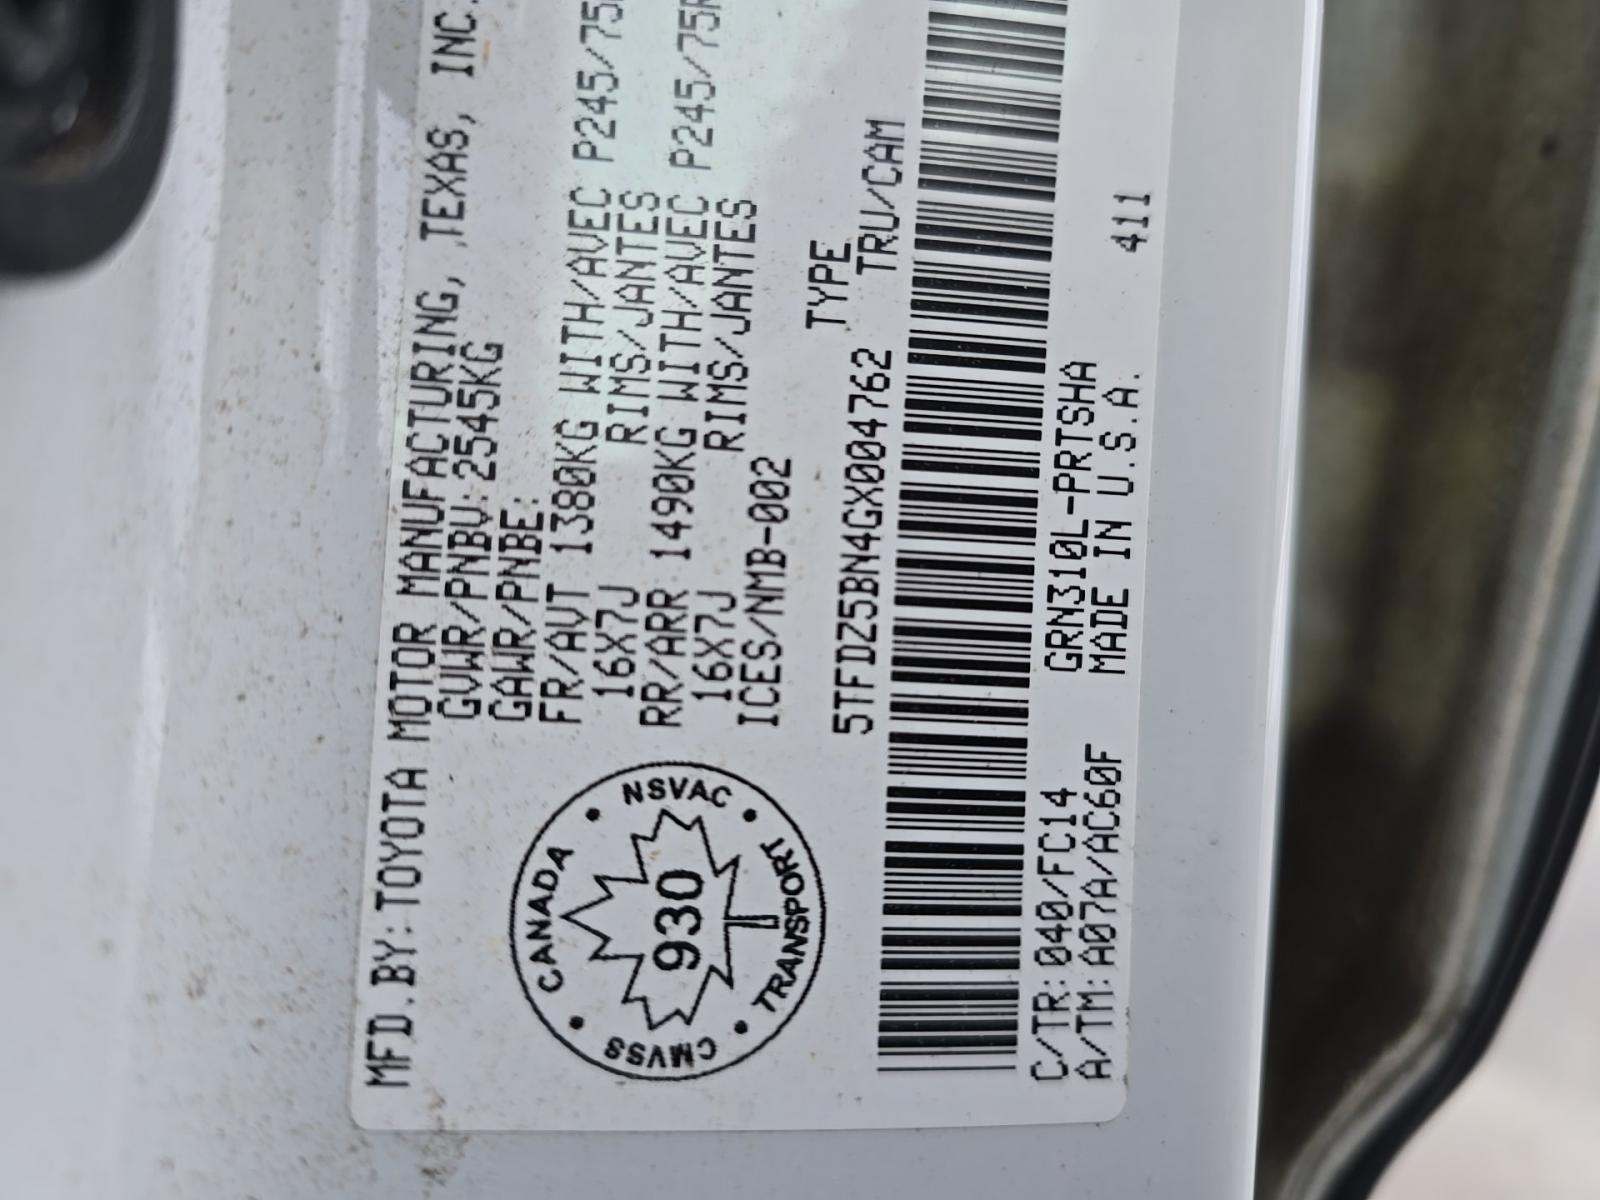 MFD.BY:TOYOTA MOTOR MANUFACTURING, TEXAS, INC.
GVWR/PNBV:2545KG
GAWR/PNBE:
FR/AVT 1380KG WITH/AVEC P245/75
16X7J RIMS/JANTES
RR/ARR 1490KG WITH/AVEC P245/75R
16X7J RIMS/JANTES
ICES/NMB-002
CANADA
NSVAC
930
CMVSS
TRANSPORT
TYPE
5TFDZ5BN4GX004762 TRU/CAM
C/TR:040/FC14 GRN310L-PRTSHA
A/TM:A07A/AC60F MADE IN U.S.A. 411